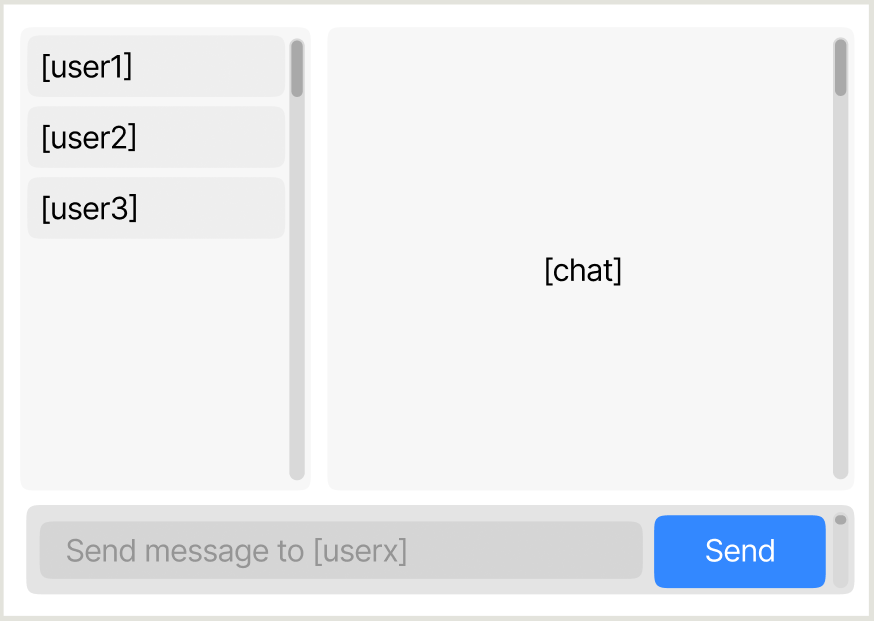 [user1]
[user2]
[user3]
[chat]
Send message to [userx]
Send